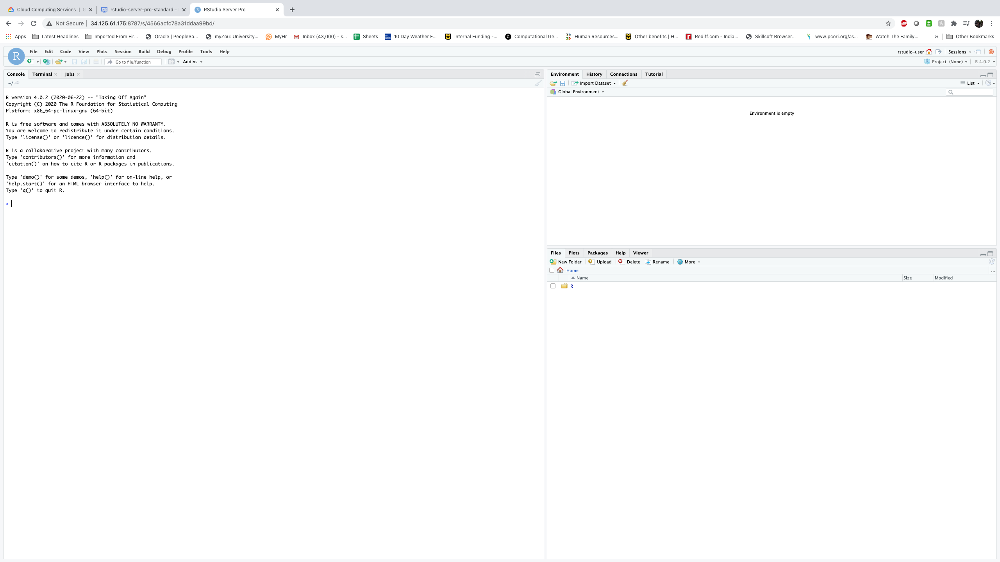 Cloud Computing Services | G
rstudio-server-pro-standard –
RStudio Server Pro
Not Secure
34.125.61.175:8787/s/4566acfc78a31ddaa99bd/
ABP
Apps
Latest Headlines
Imported From Fir...
Oracle | PeopleSo...
myZou: University...
MyHr
Inbox (43,000) - s...
Sheets
10 Day Weather F...
Internal Funding -...
Computational Ge...
Human Resources...
Other benefits | H...
Rediff.com - India...
Skillsoft Browser...
www.pcori.org/as...
Watch The Family...
»
Other Bookmarks
R
File Edit Code View Plots Session Build Debug Profile Tools Help
rstudio-user
Sessions
Go to file/function
Addins
Project: (None)
R 4.0.2
Console Terminal Jobs
~/
R version 4.0.2 (2020-06-22) -- "Taking Off Again"
Copyright (C) 2020 The R Foundation for Statistical Computing
Platform: x86_64-pc-linux-gnu (64-bit)
R is free software and comes with ABSOLUTELY NO WARRANTY.
You are welcome to redistribute it under certain conditions.
Type 'license()' or 'licence()' for distribution details.
R is a collaborative project with many contributors.
Type 'contributors()' for more information and
'citation()' on how to cite R or R packages in publications.
Type 'demo()' for some demos, 'help()' for on-line help, or
'help.start()' for an HTML browser interface to help.
Type 'q()' to quit R.
>
Environment History Connections Tutorial
Import Dataset
List
Global Environment
Environment is empty
Files Plots Packages Help Viewer
New Folder Upload Delete Rename More
Home
...
Name Size Modified
R